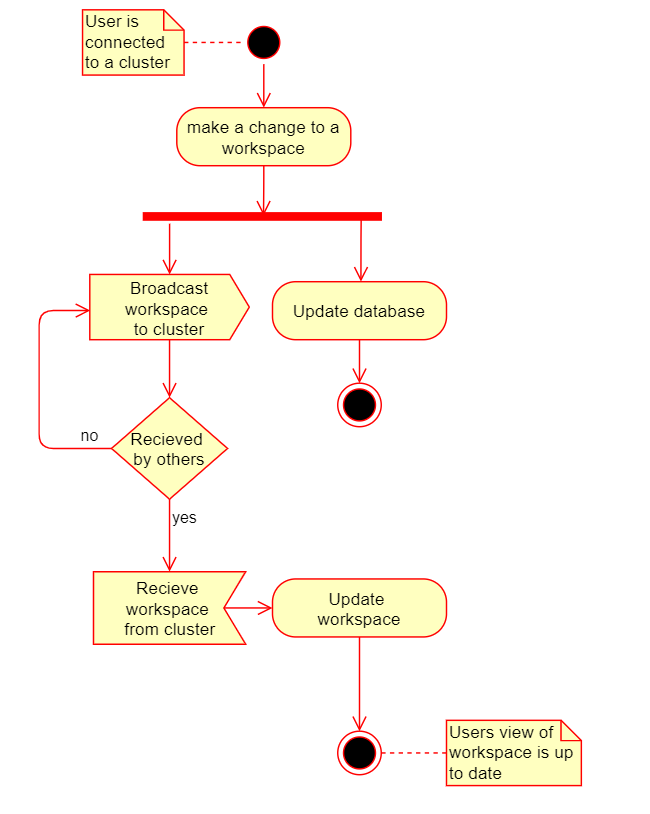 User is
connected
to a cluster
make a change to a
workspace
Broadcast
workspace
to cluster
Update database
no
Recieved
by others
yes
Recieve
workspace
from cluster
Update
workspace
Users view of
workspace is up
to date